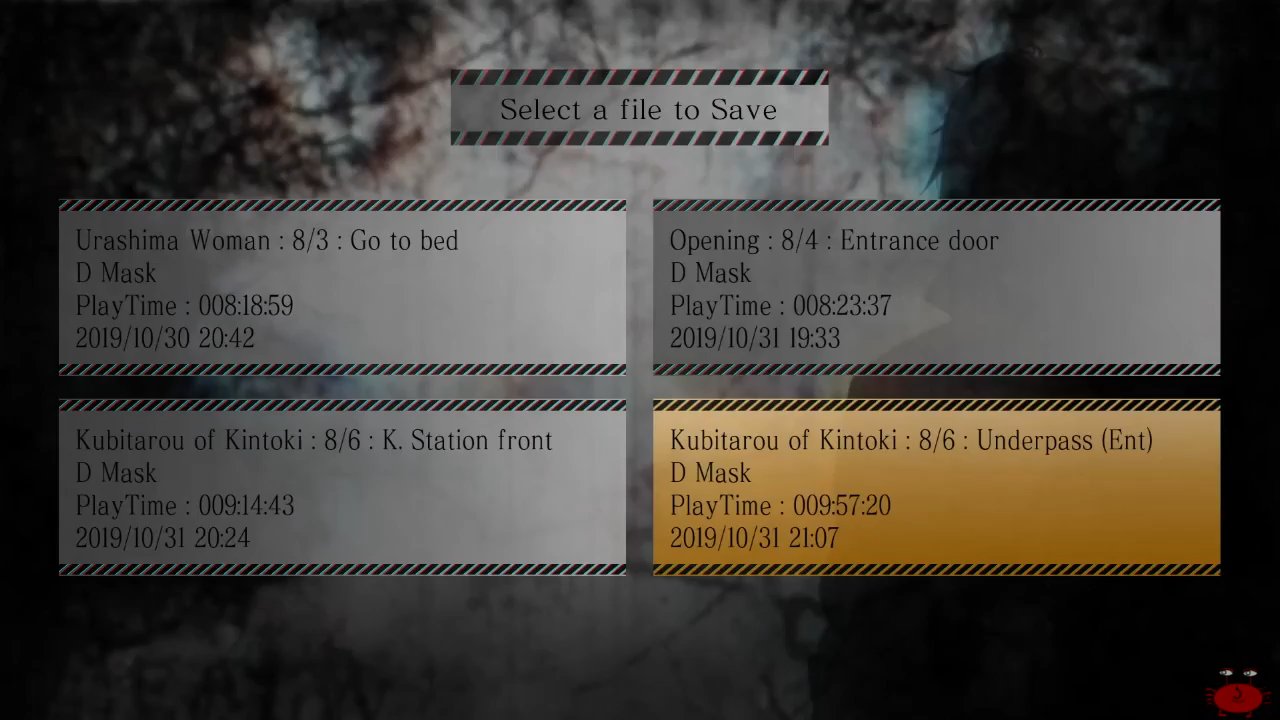 Select a file to Save
Urashima Woman : 8/3 : Go to bed
D Mask
PlayTime : 008:18:59
2019/10/30 20:42
Opening : 8/4 : Entrance door
D Mask
PlayTime : 008:23:37
2019/10/31 19:33
Kubitarou of Kintoki : 8/6 : K. Station front
D Mask
PlayTime : 009:14:43
2019/10/31 20:24
Kubitarou of Kintoki : 8/6 : Underpass (Ent)
D Mask
PlayTime : 009:57:20
2019/10/31 21:07